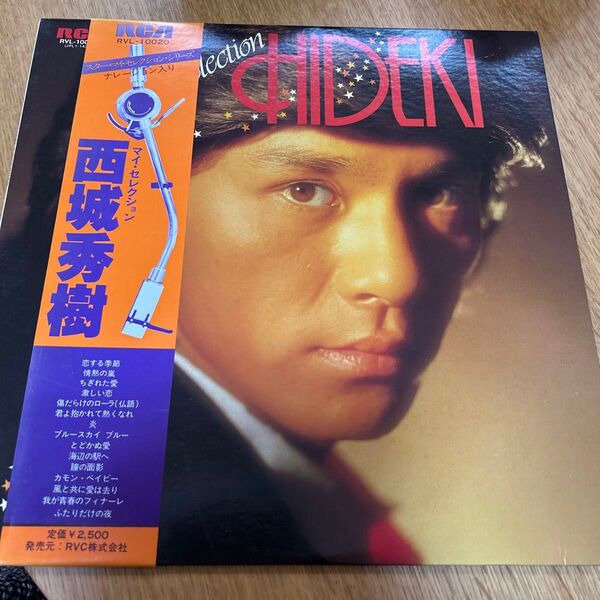 RCA
RVL-10020
スター・マイ・セレクション・シリーズ
ナレーション入り
マイ・セレクション
西城秀樹
恋する季節
情熱の嵐
ちぎれた愛
激しい恋
傷だらけのローラ(仏語)
君よ抱かれて熱くなれ
炎
ブルースカイ ブルー
とどかぬ愛
海辺の駅へ
瞳の面影
カモン・ベイビー
風と共に愛は去り
我が青春のフィナーレ
ふたりだけの夜
定価¥2,500
発売元:RVC株式会社
HIDEKI